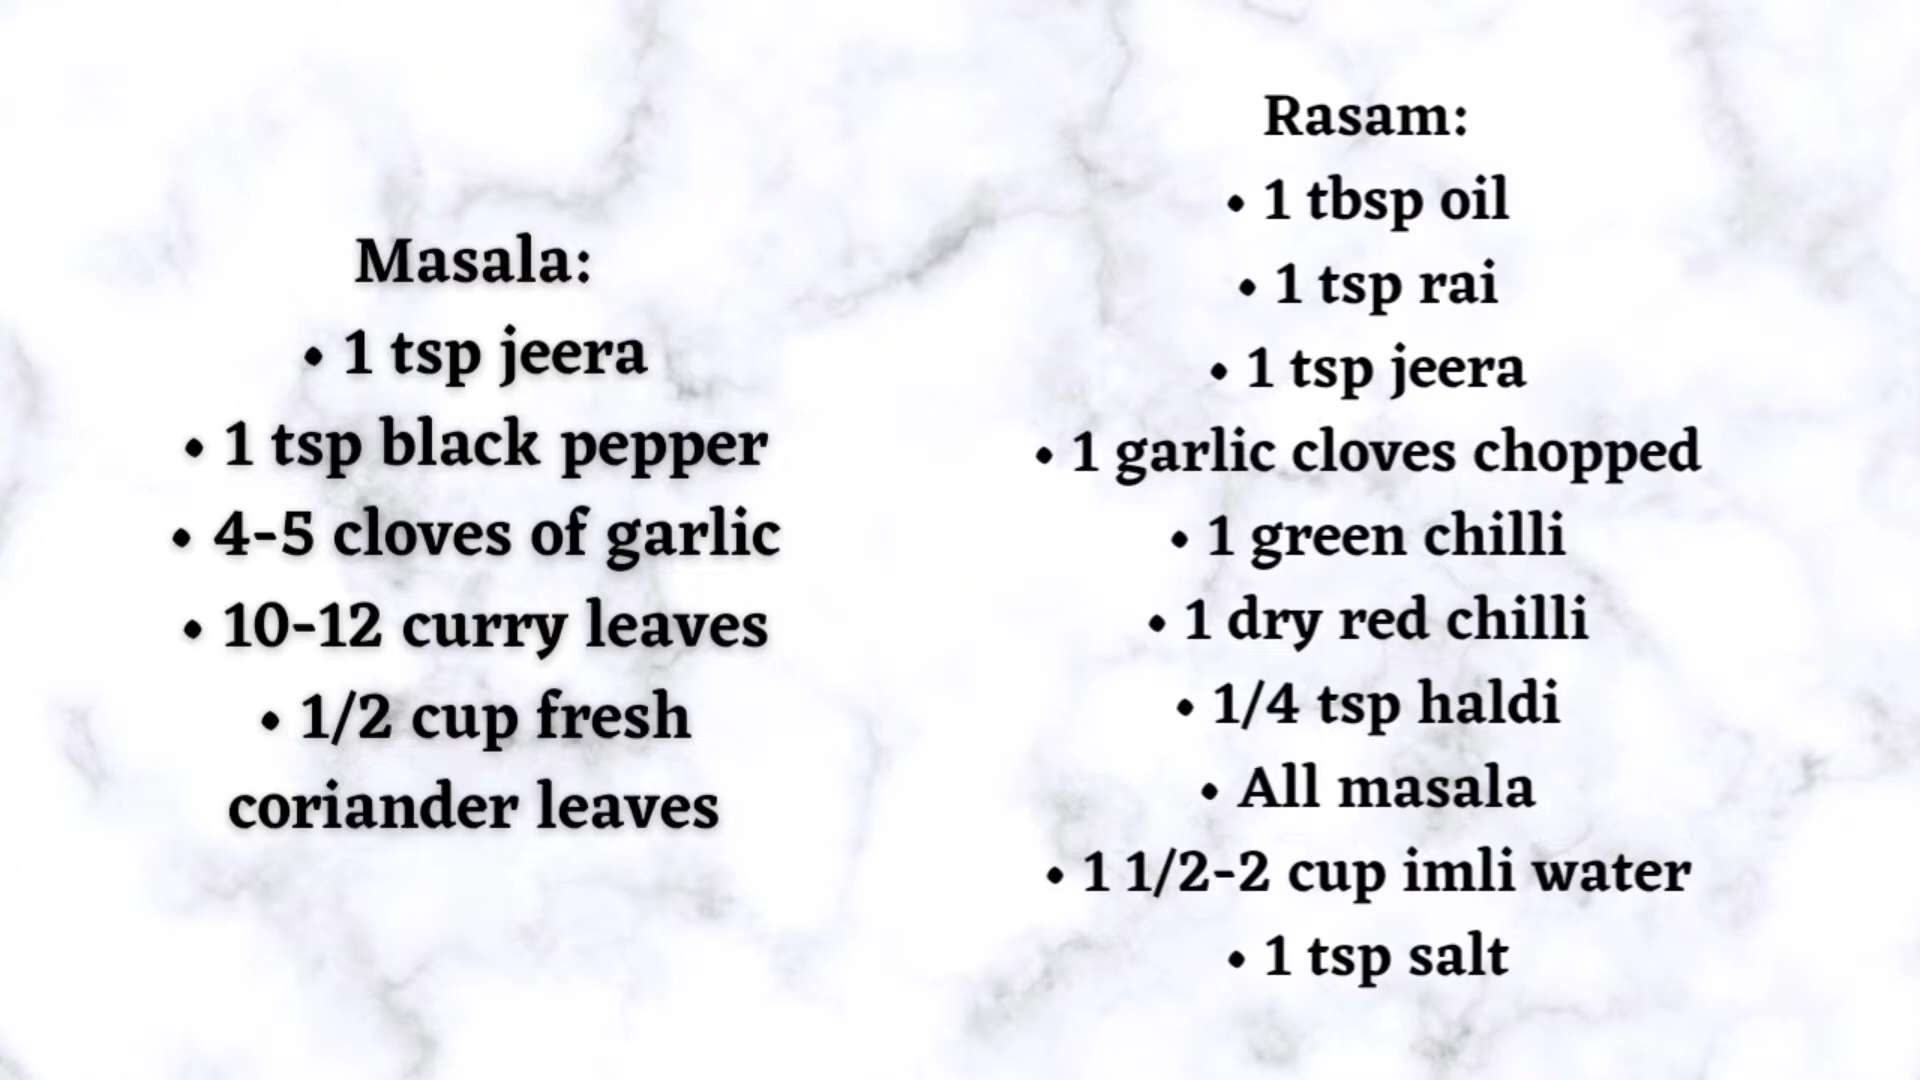 Masala:
• 1 tsp jeera
• 1 tsp black pepper
• 4-5 cloves of garlic
• 10-12 curry leaves
• 1/2 cup fresh
coriander leaves
Rasam:
• 1 tbsp oil
• 1 tsp rai
• 1 tsp jeera
• 1 garlic cloves chopped
• 1 green chilli
• 1 dry red chilli
• 1/4 tsp haldi
• All masala
• 1 1/2-2 cup imli water
• 1 tsp salt